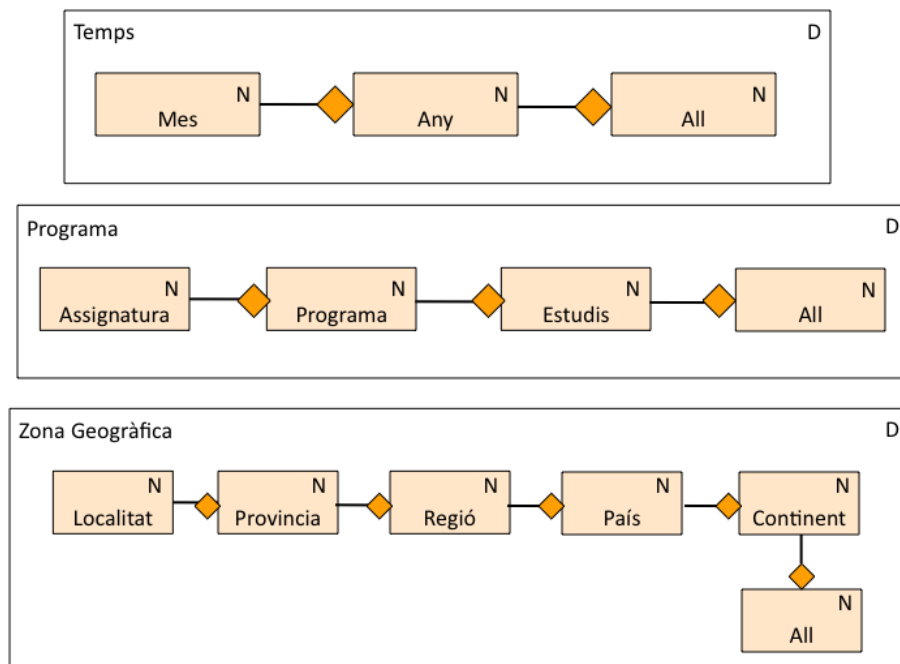 Temps D
N N N
Mes Any All
Programa D
N N N N
Assignatura Programa Estudis All
Zona Geogràfica D
N N N N N
Localitat Provincia Regió País Continent
N
All